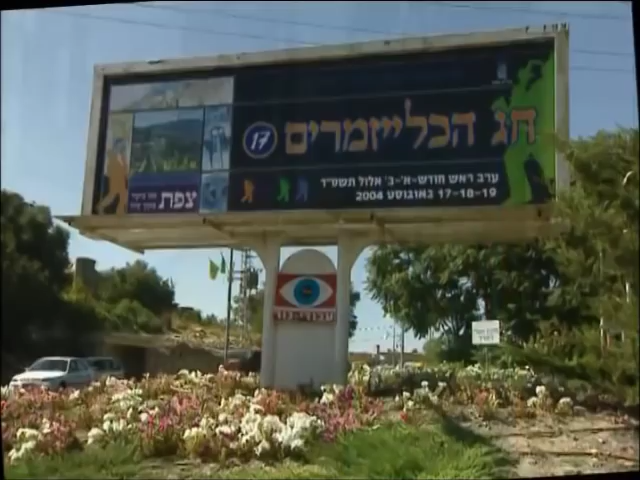 17 חג הכלייזמרים
ערב ראש חודש-א'-ב' אלול תשס"ד
17-18-19 באוגוסט 2004
צפת